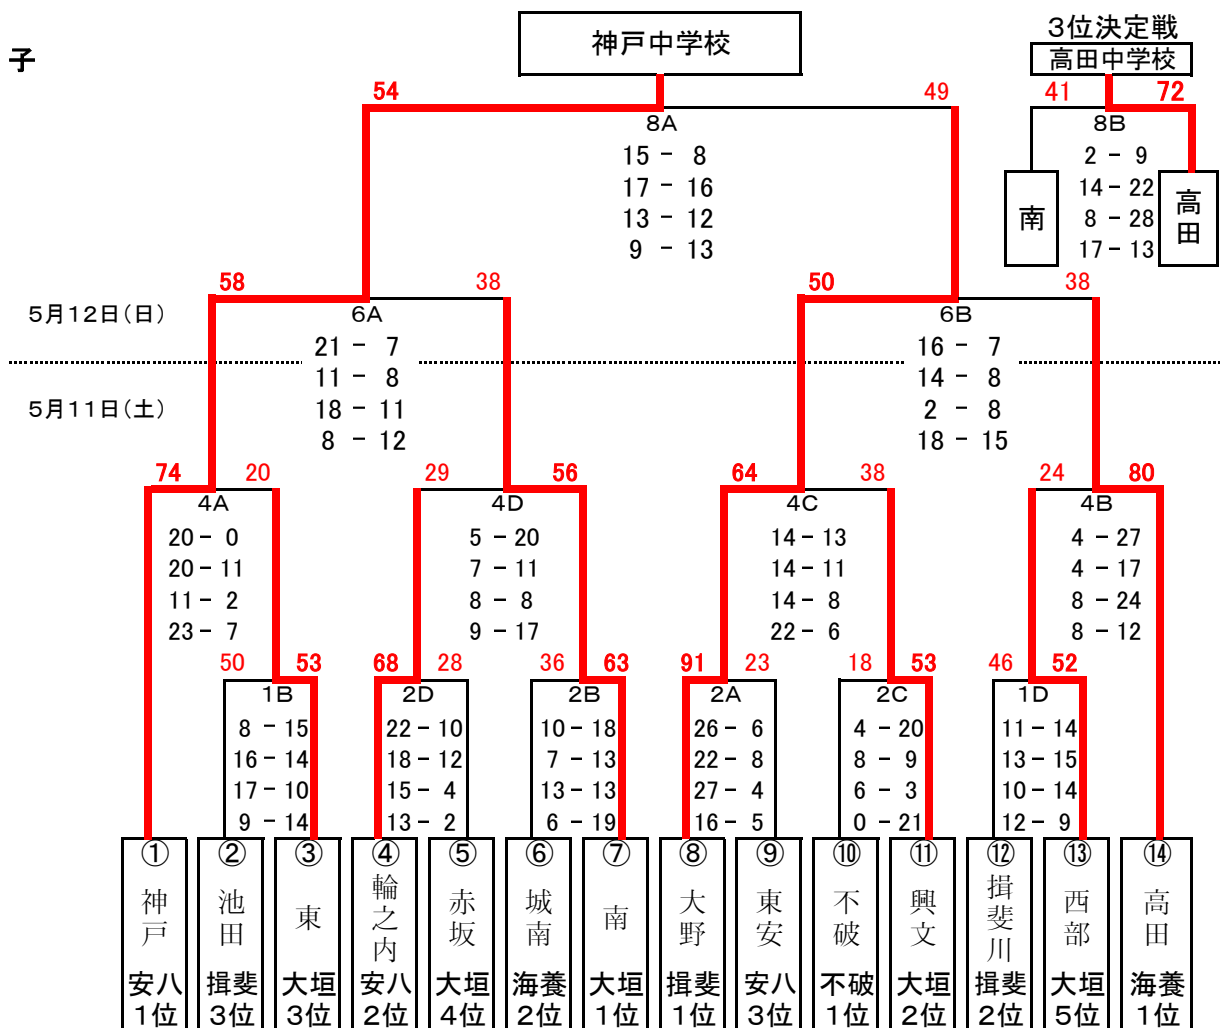 子
神戸中学校
3位決定戦
高田中学校
54 49
8A
15 - 8
17 - 16
13 - 12
9 - 13
41 72
8B
2 - 9
14 - 22
8 - 28
17 - 13
南
高田
58 38
6A
21 - 7
11 - 8
18 - 11
8 - 12
50 38
6B
16 - 7
14 - 8
2 - 8
18 - 15
5月12日(日)
5月11日(土)
74 20
4A
20 - 0
20 - 11
11 - 2
23 - 7
29 56
4D
5 - 20
7 - 11
8 - 8
9 - 17
64 38
4C
14 - 13
14 - 11
14 - 8
22 - 6
24 80
4B
4 - 27
4 - 17
8 - 24
8 - 12
50 53
1B
8 - 15
16 - 14
17 - 10
9 - 14
68 28
2D
22 - 10
18 - 12
15 - 4
13 - 2
36 63
2B
10 - 18
7 - 13
13 - 13
6 - 19
91 23
2A
26 - 6
22 - 8
27 - 4
16 - 5
18 53
2C
4 - 20
8 - 9
6 - 3
0 - 21
46 52
1D
11 - 14
13 - 15
10 - 14
12 - 9
① 神戸 安八 1位
② 池田 揖斐 3位
③ 東 大垣 3位
④ 輪之内 安八 2位
⑤ 赤坂 大垣 4位
⑥ 城南 海養 2位
⑦ 南 大垣 1位
⑧ 大野 揖斐 1位
⑨ 東安 安八 3位
⑩ 不破 不破 1位
⑪ 興文 大垣 2位
⑫ 揖斐川 揖斐 2位
⑬ 西部 大垣 5位
⑭ 高田 海養 1位